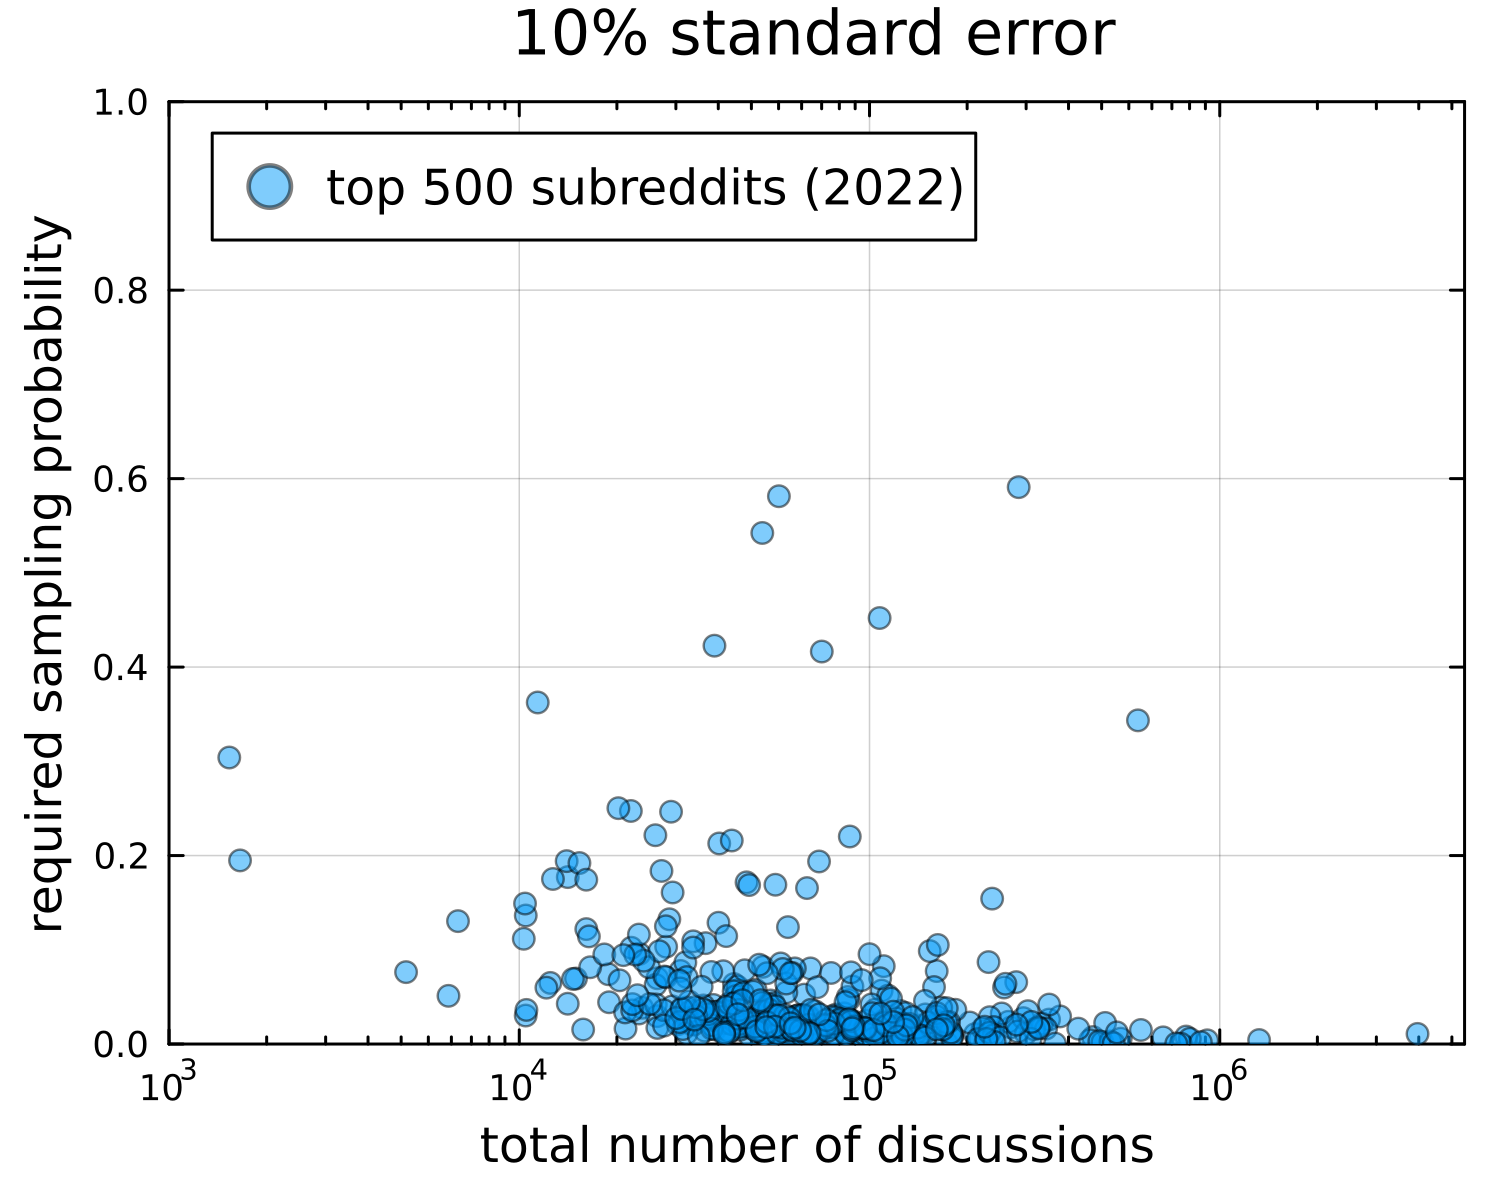 10% standard error
top 500 subreddits (2022)
required sampling probability
1.0
0.8
0.6
0.4
0.2
0.0
10³ 10⁴ 10⁵ 10⁶
total number of discussions